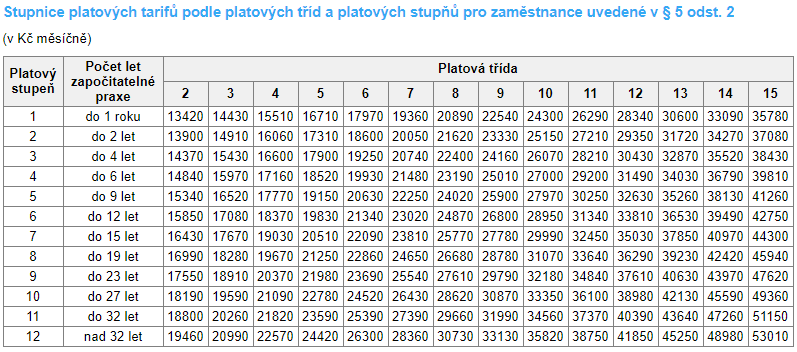 Stupnice platových tarifů podle platových tříd a platových stupňů pro zaměstnance uvedené v § 5 odst. 2
(v Kč měsíčně)
Platový stupeň Počet let započitatelné praxe Platová třída
2 3 4 5 6 7 8 9 10 11 12 13 14 15
1 do 1 roku 13420 14430 15510 16710 17970 19360 20890 22540 24300 26290 28340 30600 33090 35780
2 do 2 let 13900 14910 16060 17310 18600 20050 21620 23330 25150 27210 29350 31720 34270 37080
3 do 4 let 14370 15430 16600 17900 19250 20740 22400 24160 26070 28210 30430 32870 35520 38430
4 do 6 let 14840 15970 17160 18520 19930 21480 23190 25010 27000 29200 31490 34030 36790 39810
5 do 9 let 15340 16520 17770 19150 20630 22250 24020 25900 27970 30250 32630 35260 38130 41260
6 do 12 let 15850 17080 18370 19830 21340 23020 24870 26800 28950 31340 33810 36530 39490 42750
7 do 15 let 16430 17670 19030 20510 22090 23810 25770 27780 29990 32450 35030 37850 40970 44300
8 do 19 let 16990 18280 19670 21250 22860 24650 26680 28780 31070 33640 36290 39230 42420 45940
9 do 23 let 17550 18910 20370 21980 23690 25540 27610 29790 32180 34840 37610 40630 43970 47620
10 do 27 let 18190 19590 21090 22780 24520 26430 28620 30870 33350 36100 38980 42130 45590 49360
11 do 32 let 18800 20260 21820 23590 25390 27390 29660 31990 34560 37370 40390 43640 47260 51150
12 nad 32 let 19460 20990 22570 24420 26300 28360 30730 33130 35820 38750 41850 45250 48980 53010